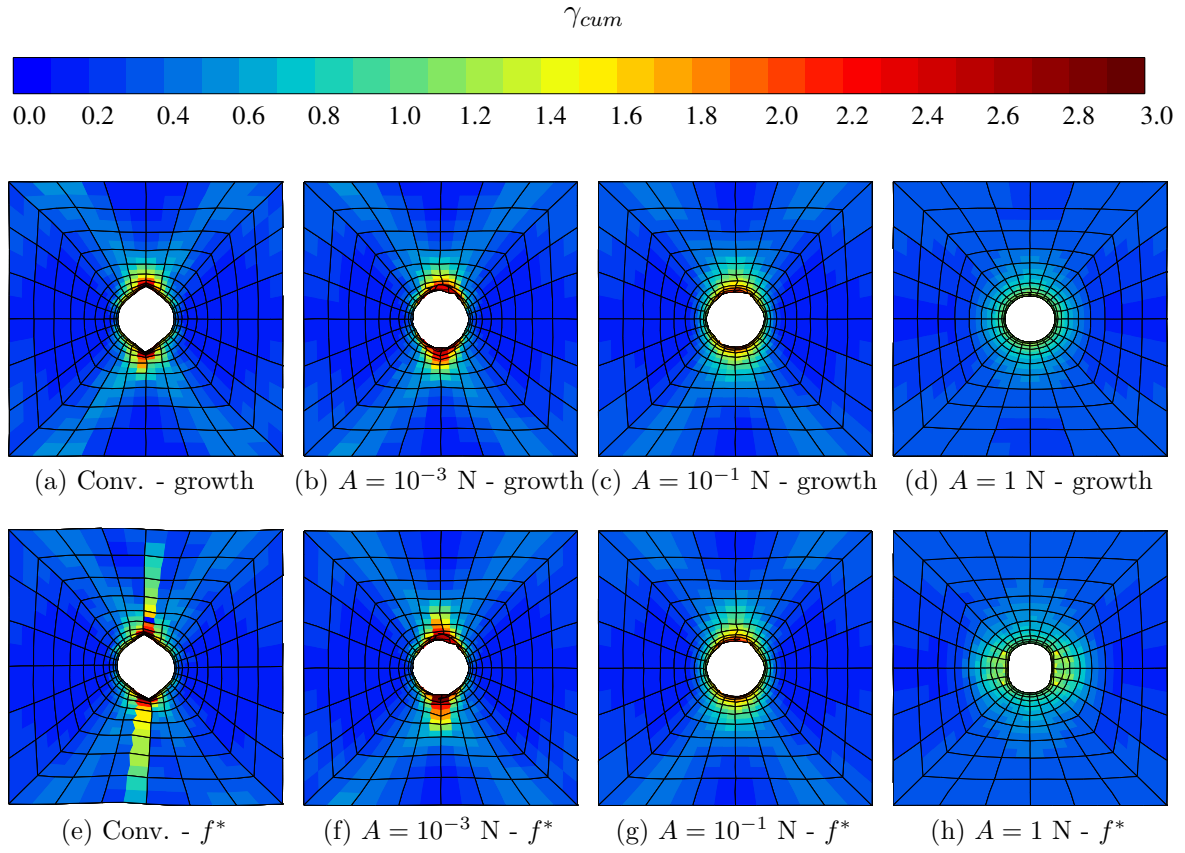 γcum
0.0 0.2 0.4 0.6 0.8 1.0 1.2 1.4 1.6 1.8 2.0 2.2 2.4 2.6 2.8 3.0
(a) Conv. - growth (b) A = 10⁻³ N - growth (c) A = 10⁻¹ N - growth (d) A = 1 N - growth
(e) Conv. - f* (f) A = 10⁻³ N - f* (g) A = 10⁻¹ N - f* (h) A = 1 N - f*